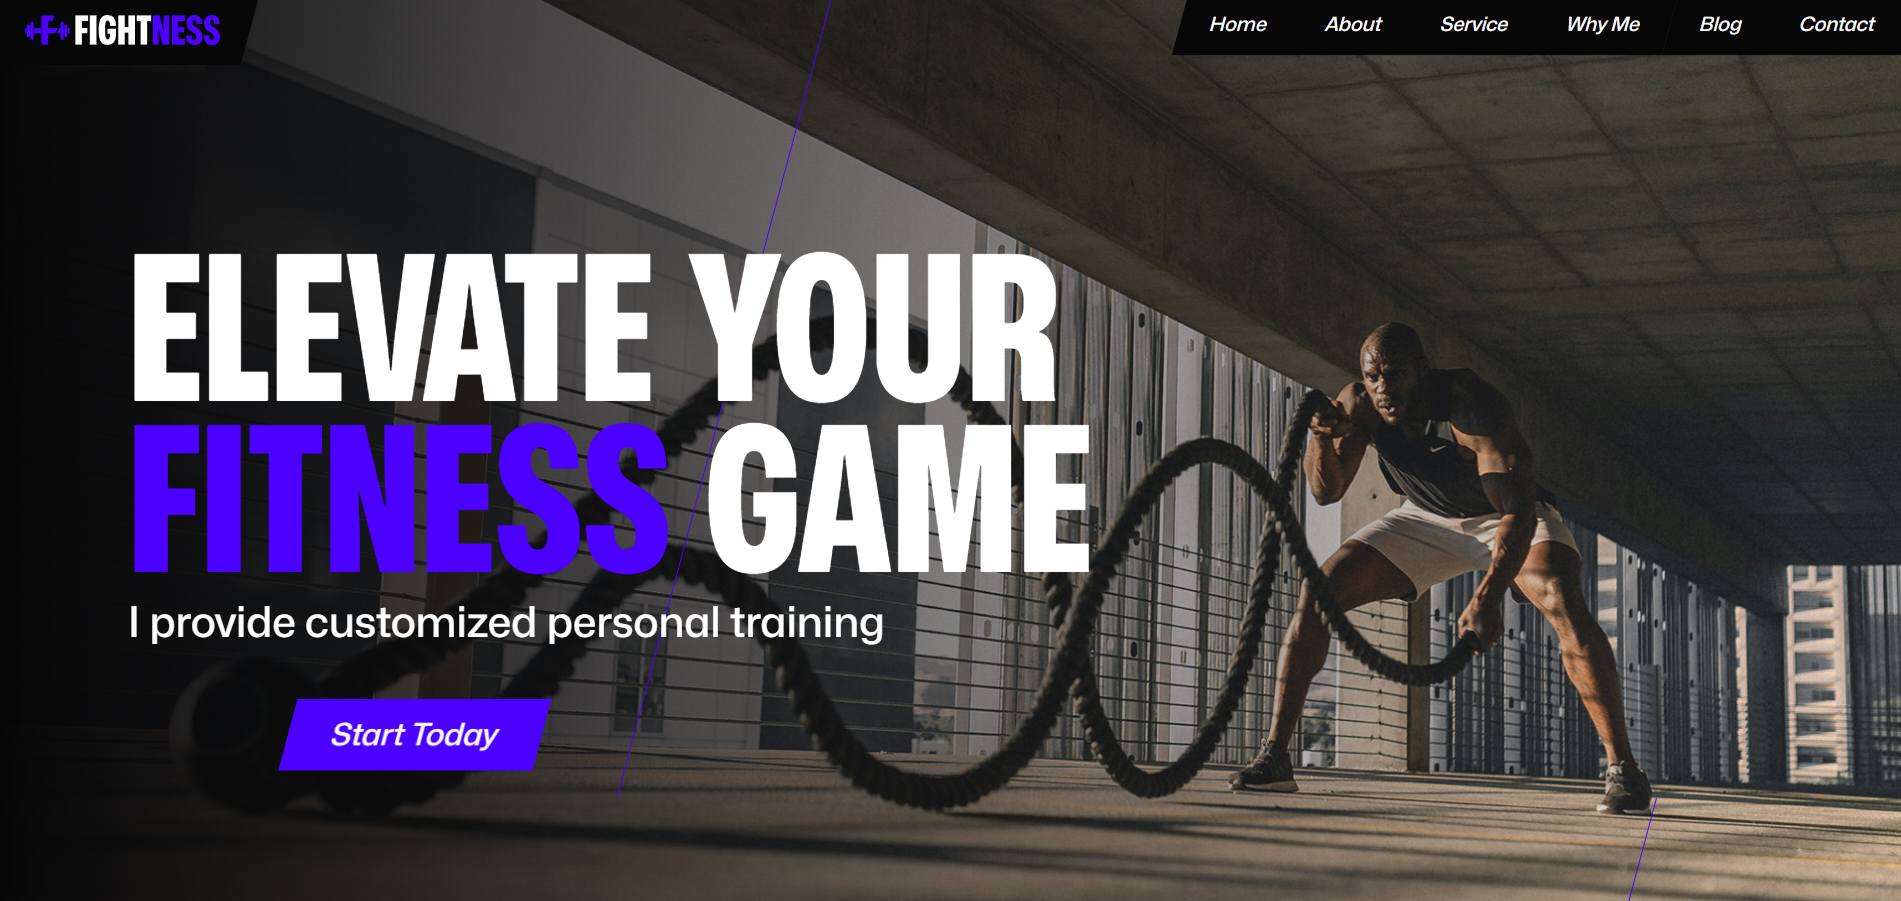 FIGHTNESS
Home About Service Why Me Blog Contact
ELEVATE YOUR
FITNESS GAME
I provide customized personal training
Start Today